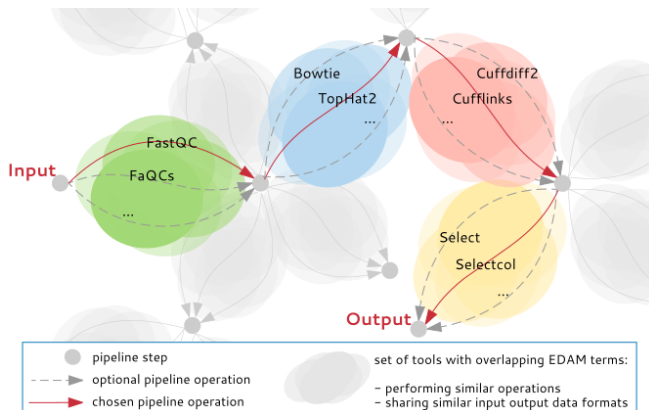 Bowtie
TopHat2
...
Cuffdiff2
Cufflinks
...
Input
FastQC
FaQCs
...
Select
Selectcol
...
Output
pipeline step
optional pipeline operation
chosen pipeline operation
set of tools with overlapping EDAM terms:
- performing similar operations
- sharing similar input output data formats